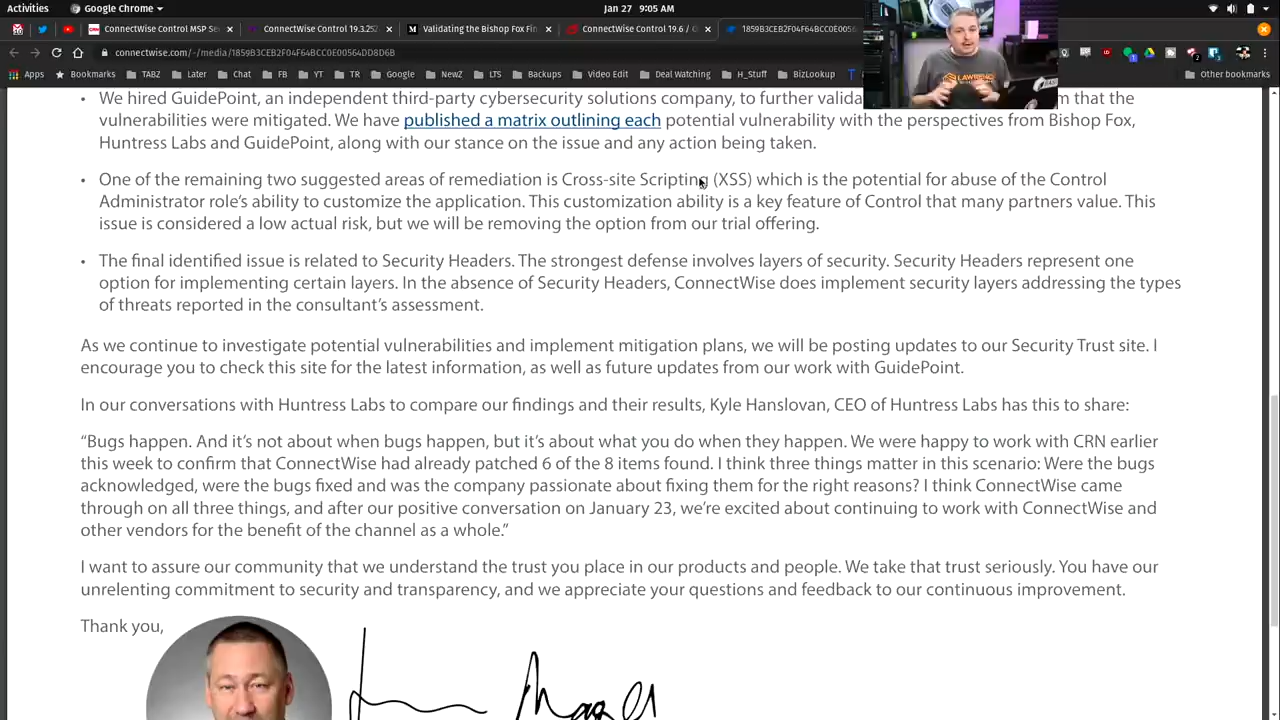 Activities
Google Chrome
Jan 27 9:05 AM
ConnectWise Control MSP S
ConnectWise C
3.25
Validating the Bishop Fox Fi
ConnectWise Control 19.6 /
1859B3CEB2F04F64BCC0E0056
connectwise.com/-/media/1859B3CEB2F04F64BCC0E00564DD8D6B
Apps
Bookmarks
TABZ
Later
Chat
FB
YT
TR
Google
New2
LTS
Backups
Video Edit
Deal Watching
H_Stuff
BizLookup
Other bookmarks
• We hired GuidePoint, an independent third-party cybersecurity solutions company, to further valida m that the
vulnerabilities were mitigated. We have published a matrix outlining each potential vulnerability with the perspectives from Bishop Fox,
Huntress Labs and GuidePoint, along with our stance on the issue and any action being taken.
• One of the remaining two suggested areas of remediation is Cross-site Scripting (XSS) which is the potential for abuse of the Control
Administrator role's ability to customize the application. This customization ability is a key feature of Control that many partners value. This
issue is considered a low actual risk, but we will be removing the option from our trial offering.
• The final identified issue is related to Security Headers. The strongest defense involves layers of security. Security Headers represent one
option for implementing certain layers. In the absence of Security Headers, ConnectWise does implement security layers addressing the types
of threats reported in the consultant's assessment.
As we continue to investigate potential vulnerabilities and implement mitigation plans, we will be posting updates to our Security Trust site. I
encourage you to check this site for the latest information, as well as future updates from our work with GuidePoint.
In our conversations with Huntress Labs to compare our findings and their results, Kyle Hanslovan, CEO of Huntress Labs has this to share:
"Bugs happen. And it's not about when bugs happen, but it's about what you do when they happen. We were happy to work with CRN earlier
this week to confirm that ConnectWise had already patched 6 of the 8 items found. I think three things matter in this scenario: Were the bugs
acknowledged, were the bugs fixed and was the company passionate about fixing them for the right reasons? I think ConnectWise came
through on all three things, and after our positive conversation on January 23, we're excited about continuing to work with ConnectWise and
other vendors for the benefit of the channel as a whole."
I want to assure our community that we understand the trust you place in our products and people. We take that trust seriously. You have our
unrelenting commitment to security and transparency, and we appreciate your questions and feedback to our continuous improvement.
Thank you,